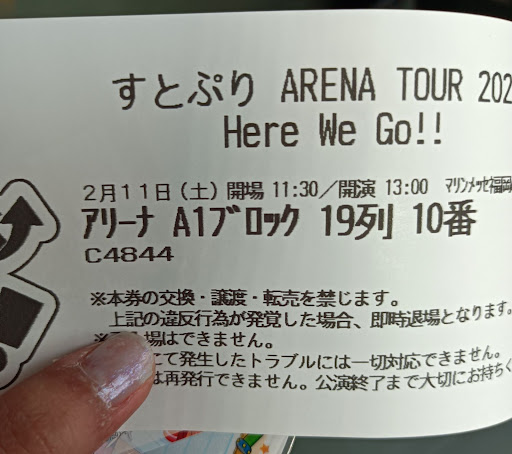 すとぷり ARENA TOUR 202
Here We Go!!
2月11日（土）開場 11:30／開演 13:00 マリンメッセ福岡
アリーナ A1ブロック 19列 10番
C4844
※本券の交換・譲渡・転売を禁じます。
上記の違反行為が発覚した場合、即時退場となります。
※ 場はできません。
て発生したトラブルには一切対応できません。
は再発行できません。公演終了まで大切にお持ちく